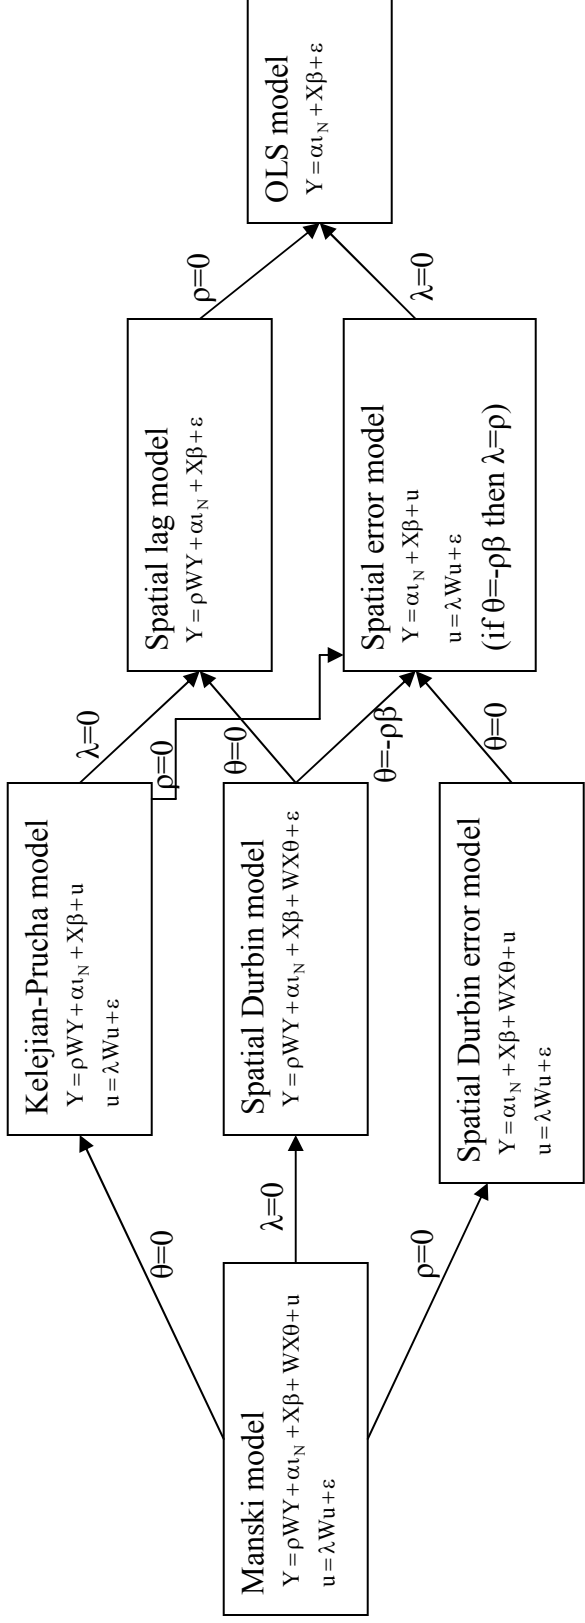 Manski model
Y=ρWY+αι_N+Xβ+WXθ+u
u=λWu+ε
θ=0
λ=0
ρ=0
Kelejian-Prucha model
Y=ρWY+αι_N+Xβ+u
u=λWu+ε
Spatial Durbin model
Y=ρWY+αι_N+Xβ+WXθ+ε
Spatial Durbin error model
Y=αι_N+Xβ+WXθ+u
u=λWu+ε
λ=0
ρ=0
θ=0
θ=-ρβ
θ=0
Spatial lag model
Y=ρWY+αι_N+Xβ+ε
Spatial error model
Y=αι_N+Xβ+u
u=λWu+ε
(if θ=-ρβ then λ=ρ)
ρ=0
λ=0
OLS model
Y=αι_N+Xβ+ε